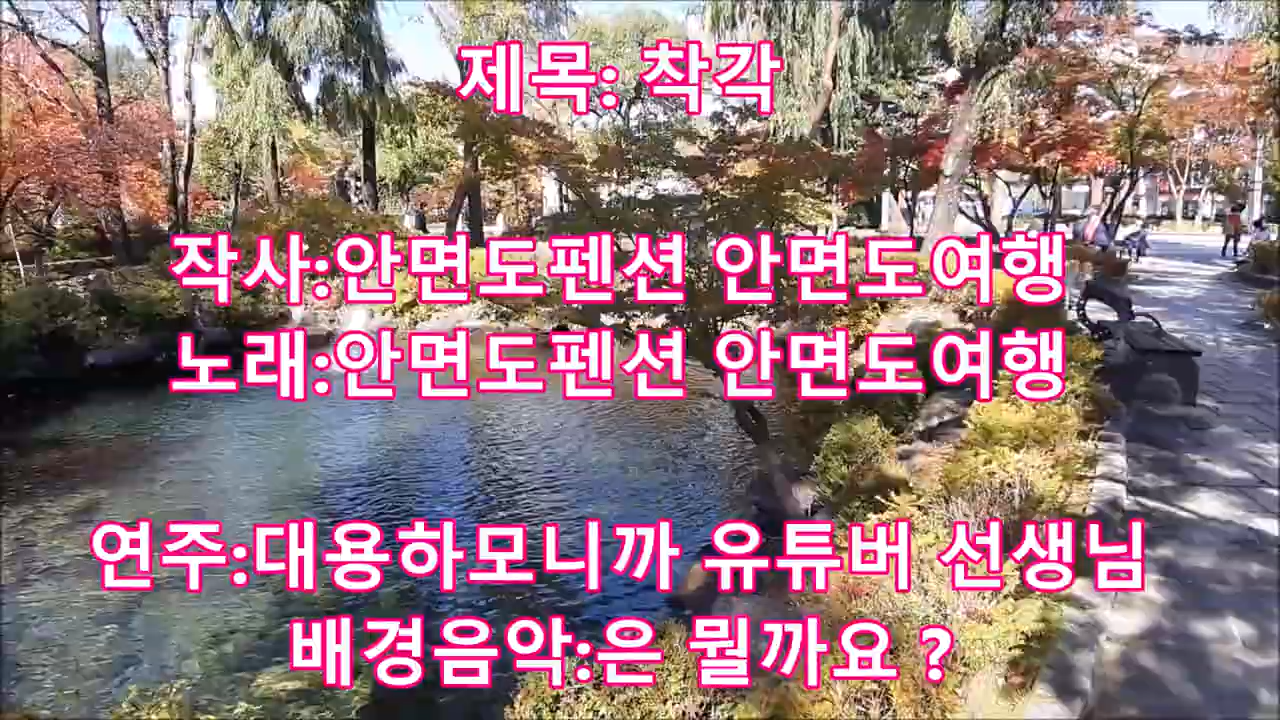 제목: 착각
작사:안면도펜션 안면도여행
노래:안면도펜션 안면도여행
연주:대용하모니까 유튜버 선생님
배경음악:은 뭘까요 ?